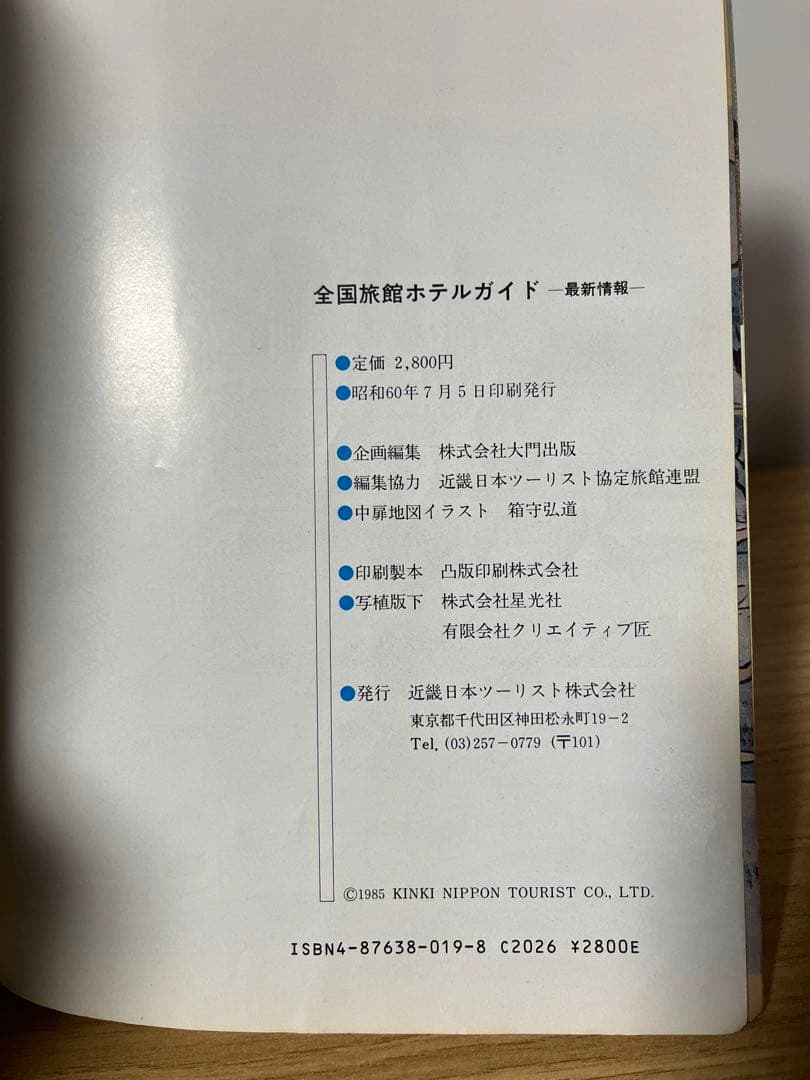 全国旅館ホテルガイド ―最新情報―
●定価 2,800円
●昭和60年7月5日印刷発行
●企画編集 株式会社大門出版
●編集協力 近畿日本ツーリスト協定旅館連盟
●中扉地図イラスト 箱守弘道
●印刷製本 凸版印刷株式会社
●写植版下 株式会社星光社
有限会社クリエイティブ匠
●発行 近畿日本ツーリスト株式会社
東京都千代田区神田松永町19-2
Tel. (03)257-0779 (〒101)
©1985 KINKI NIPPON TOURIST CO., LTD.
ISBN4-87638-019-8 C2026 ¥2800E